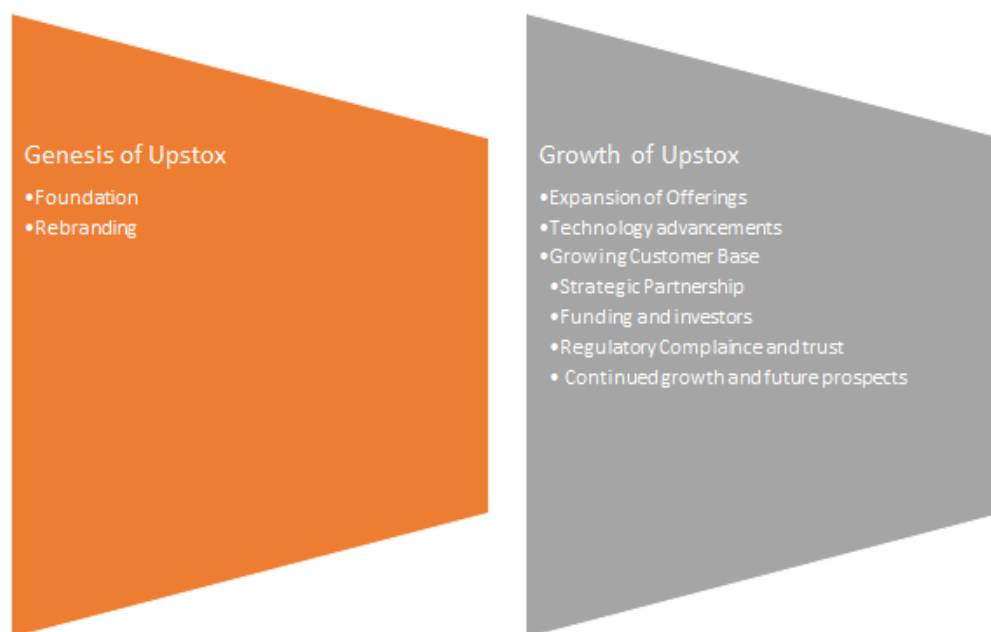 Genesis of Upstox
•Foundation
•Rebranding
Growth of Upstox
•Expansion of Offerings
•Technology advancements
•Growing Customer Base
•Strategic Partnership
•Funding and investors
•Regulatory Complaince and trust
• Continued growth and future prospects